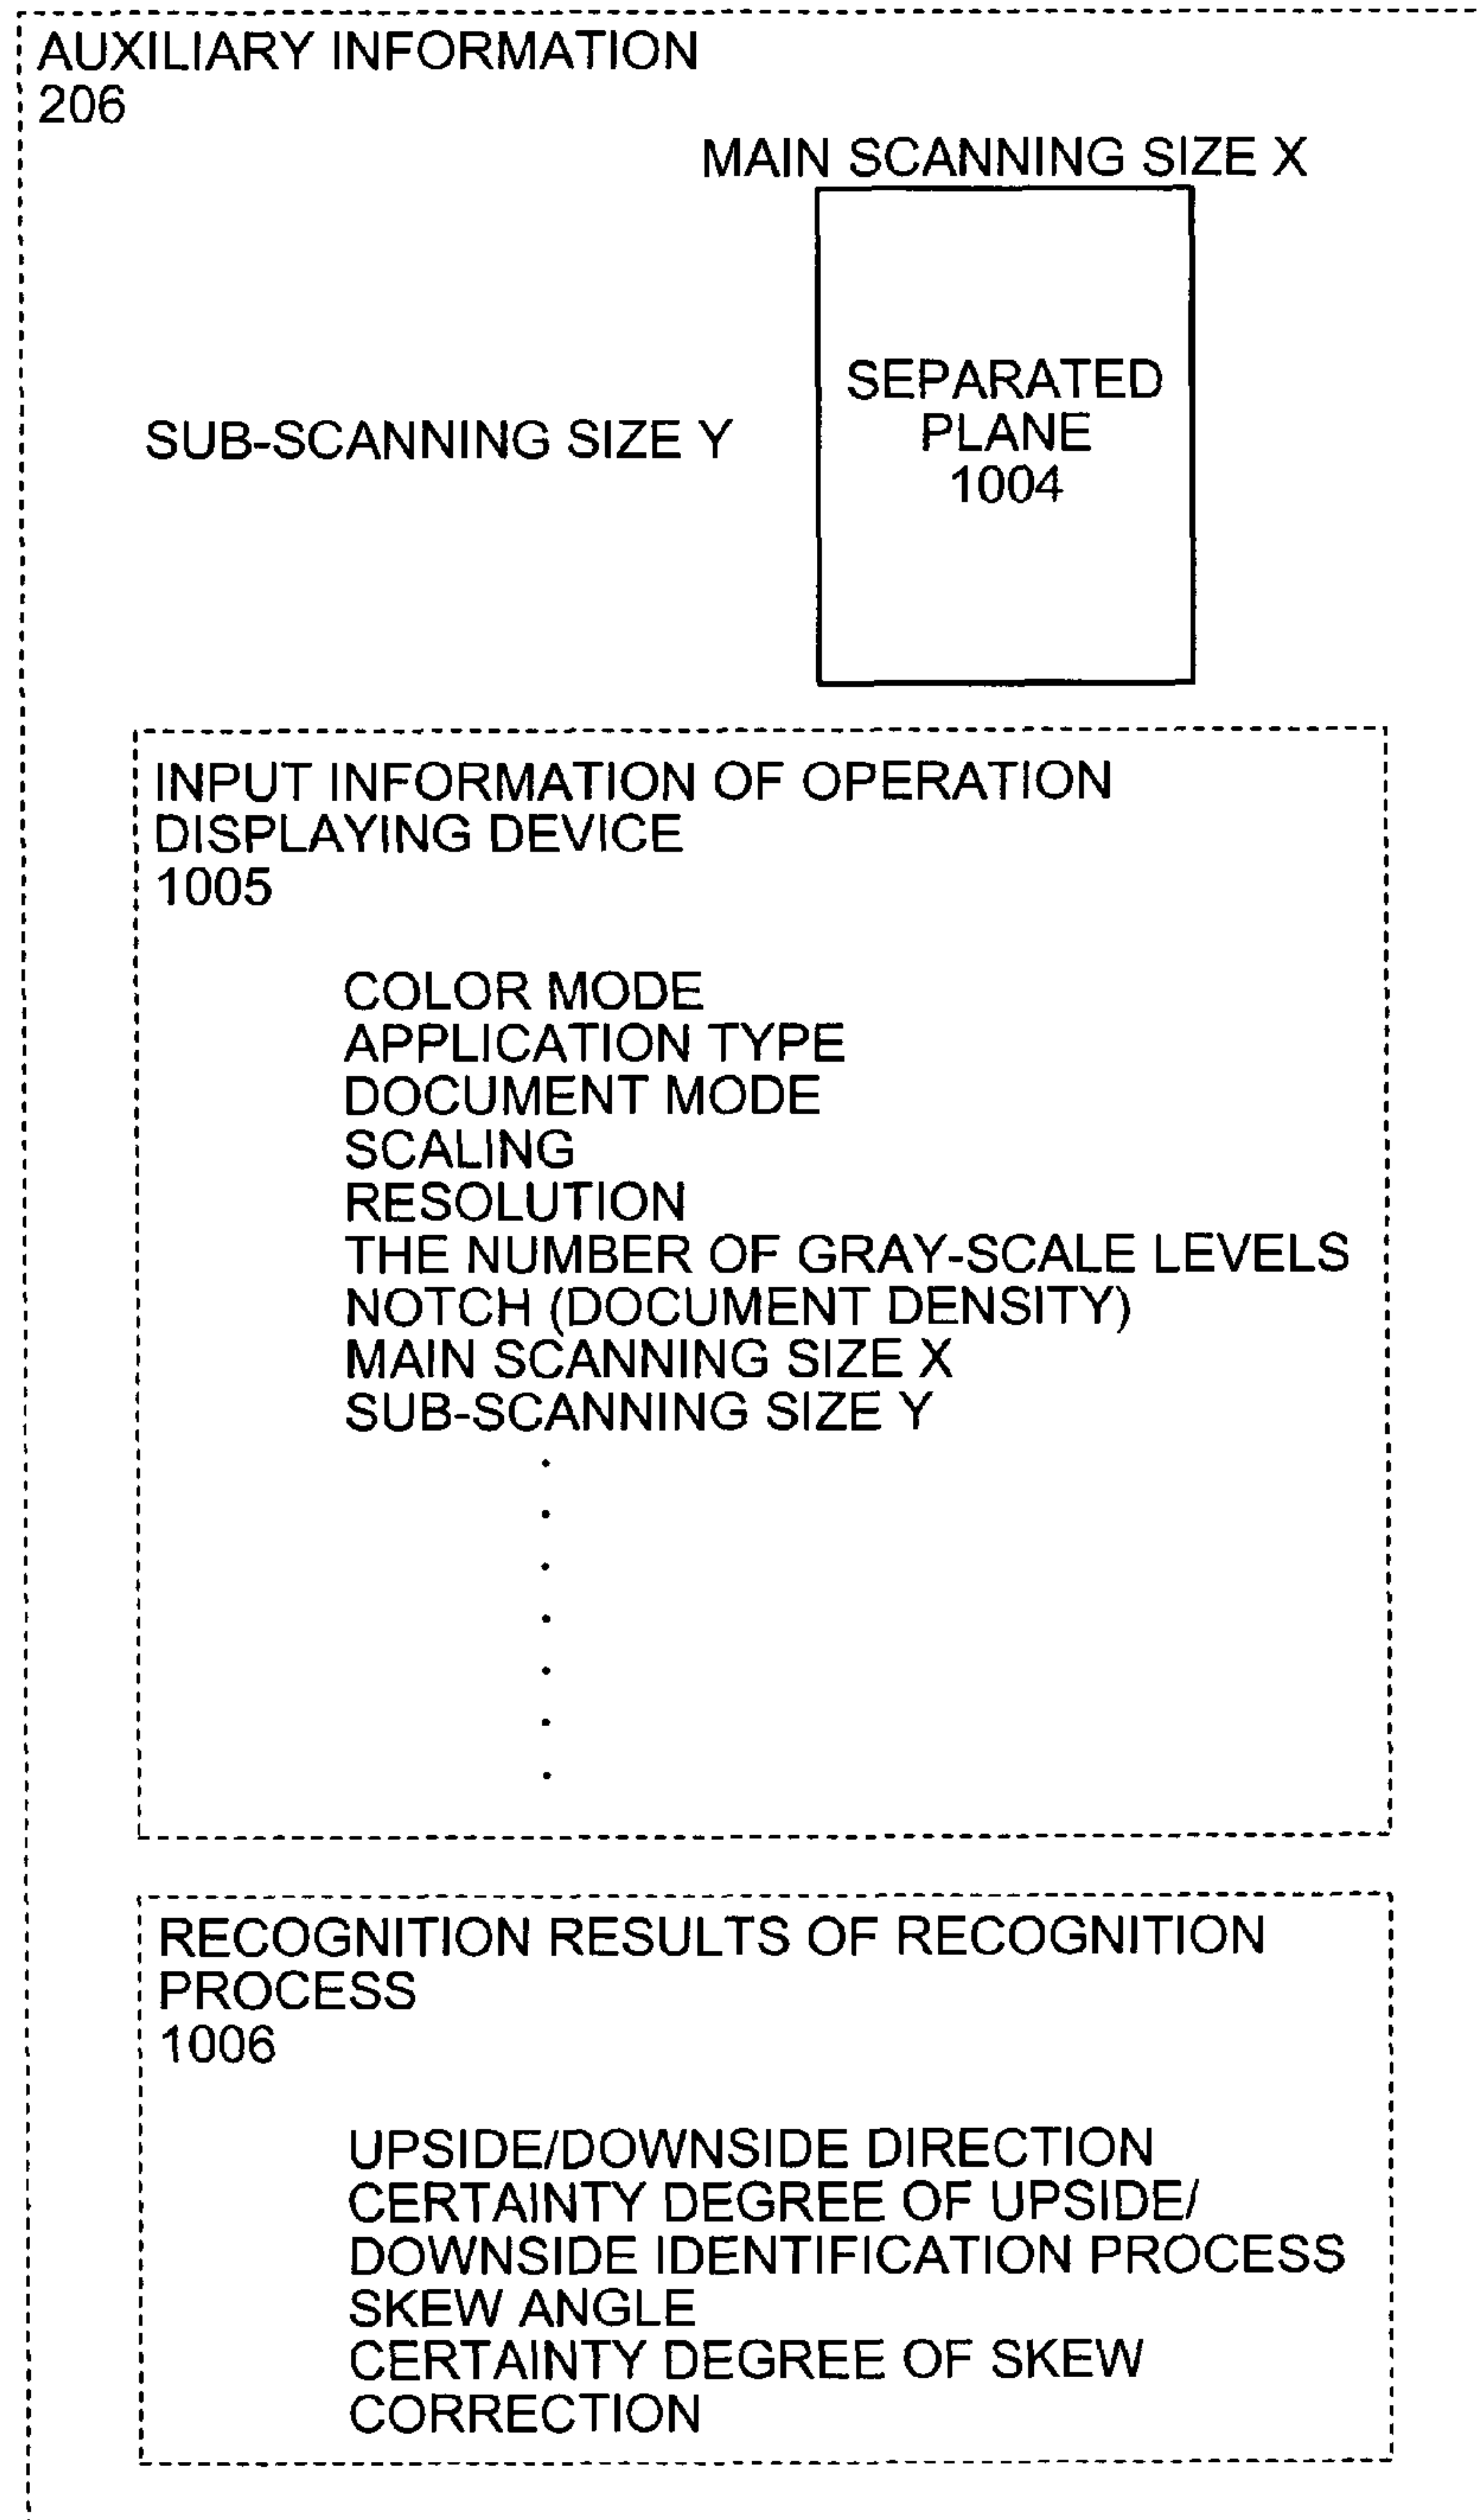 AUXILIARY INFORMATION
206
MAIN SCANNING SIZE X
SEPARATED
PLANE
1004
SUB-SCANNING SIZE Y
INPUT INFORMATION OF OPERATION
DISPLAYING DEVICE
1005
COLOR MODE
APPLICATION TYPE
DOCUMENT MODE
SCALING
RESOLUTION
THE NUMBER OF GRAY-SCALE LEVELS
NOTCH (DOCUMENT DENSITY)
MAIN SCANNING SIZE X
SUB-SCANNING SIZE Y
RECOGNITION RESULTS OF RECOGNITION
PROCESS
1006
UPSIDE/DOWNSIDE DIRECTION
CERTAINTY DEGREE OF UPSIDE/
DOWNSIDE IDENTIFICATION PROCESS
SKEW ANGLE
CERTAINTY DEGREE OF SKEW
CORRECTION